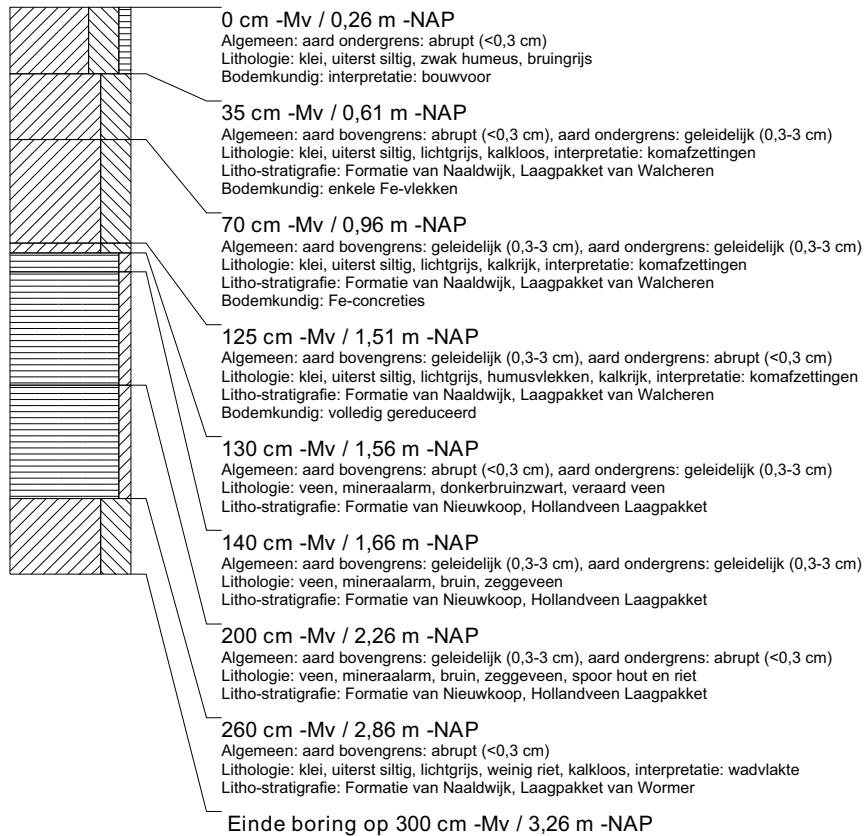 0 cm -Mv / 0,26 m -NAP
Algemeen: aard ondergrens: abrupt (<0,3 cm)
Lithologie: klei, uiterst siltig, zwak humeus, bruingrijs
Bodemkundig: interpretatie: bouwvoor
35 cm -Mv / 0,61 m -NAP
Algemeen: aard bovengrens: abrupt (<0,3 cm), aard ondergrens: geleidelijk (0,3-3 cm)
Lithologie: klei, uiterst siltig, lichtgrijs, kalkloos, interpretatie: komafzettingen
Litho-stratigrafie: Formatie van Naaldwijk, Laagpakket van Walcheren
Bodemkundig: enkele Fe-vlekken
70 cm -Mv / 0,96 m -NAP
Algemeen: aard bovengrens: geleidelijk (0,3-3 cm), aard ondergrens: geleidelijk (0,3-3 cm)
Lithologie: klei, uiterst siltig, lichtgrijs, kalkrijk, interpretatie: komafzettingen
Litho-stratigrafie: Formatie van Naaldwijk, Laagpakket van Walcheren
Bodemkundig: Fe-concreties
125 cm -Mv / 1,51 m -NAP
Algemeen: aard bovengrens: geleidelijk (0,3-3 cm), aard ondergrens: abrupt (<0,3 cm)
Lithologie: klei, uiterst siltig, lichtgrijs, humusvlekken, kalkrijk, interpretatie: komafzettingen
Litho-stratigrafie: Formatie van Naaldwijk, Laagpakket van Walcheren
Bodemkundig: volledig gereduceerd
130 cm -Mv / 1,56 m -NAP
Algemeen: aard bovengrens: abrupt (<0,3 cm), aard ondergrens: geleidelijk (0,3-3 cm)
Lithologie: veen, mineraalarm, donkerbruinzwart, veraard veen
Litho-stratigrafie: Formatie van Nieuwkoop, Hollandveen Laagpakket
140 cm -Mv / 1,66 m -NAP
Algemeen: aard bovengrens: geleidelijk (0,3-3 cm), aard ondergrens: geleidelijk (0,3-3 cm)
Lithologie: veen, mineraalarm, bruin, zeggeveen
Litho-stratigrafie: Formatie van Nieuwkoop, Hollandveen Laagpakket
200 cm -Mv / 2,26 m -NAP
Algemeen: aard bovengrens: geleidelijk (0,3-3 cm), aard ondergrens: abrupt (<0,3 cm)
Lithologie: veen, mineraalarm, bruin, zeggeveen, spoor hout en riet
Litho-stratigrafie: Formatie van Nieuwkoop, Hollandveen Laagpakket
260 cm -Mv / 2,86 m -NAP
Algemeen: aard bovengrens: abrupt (<0,3 cm)
Lithologie: klei, uiterst siltig, lichtgrijs, weinig riet, kalkloos, interpretatie: wadvlakte
Litho-stratigrafie: Formatie van Naaldwijk, Laagpakket van Wormer
Einde boring op 300 cm -Mv / 3,26 m -NAP